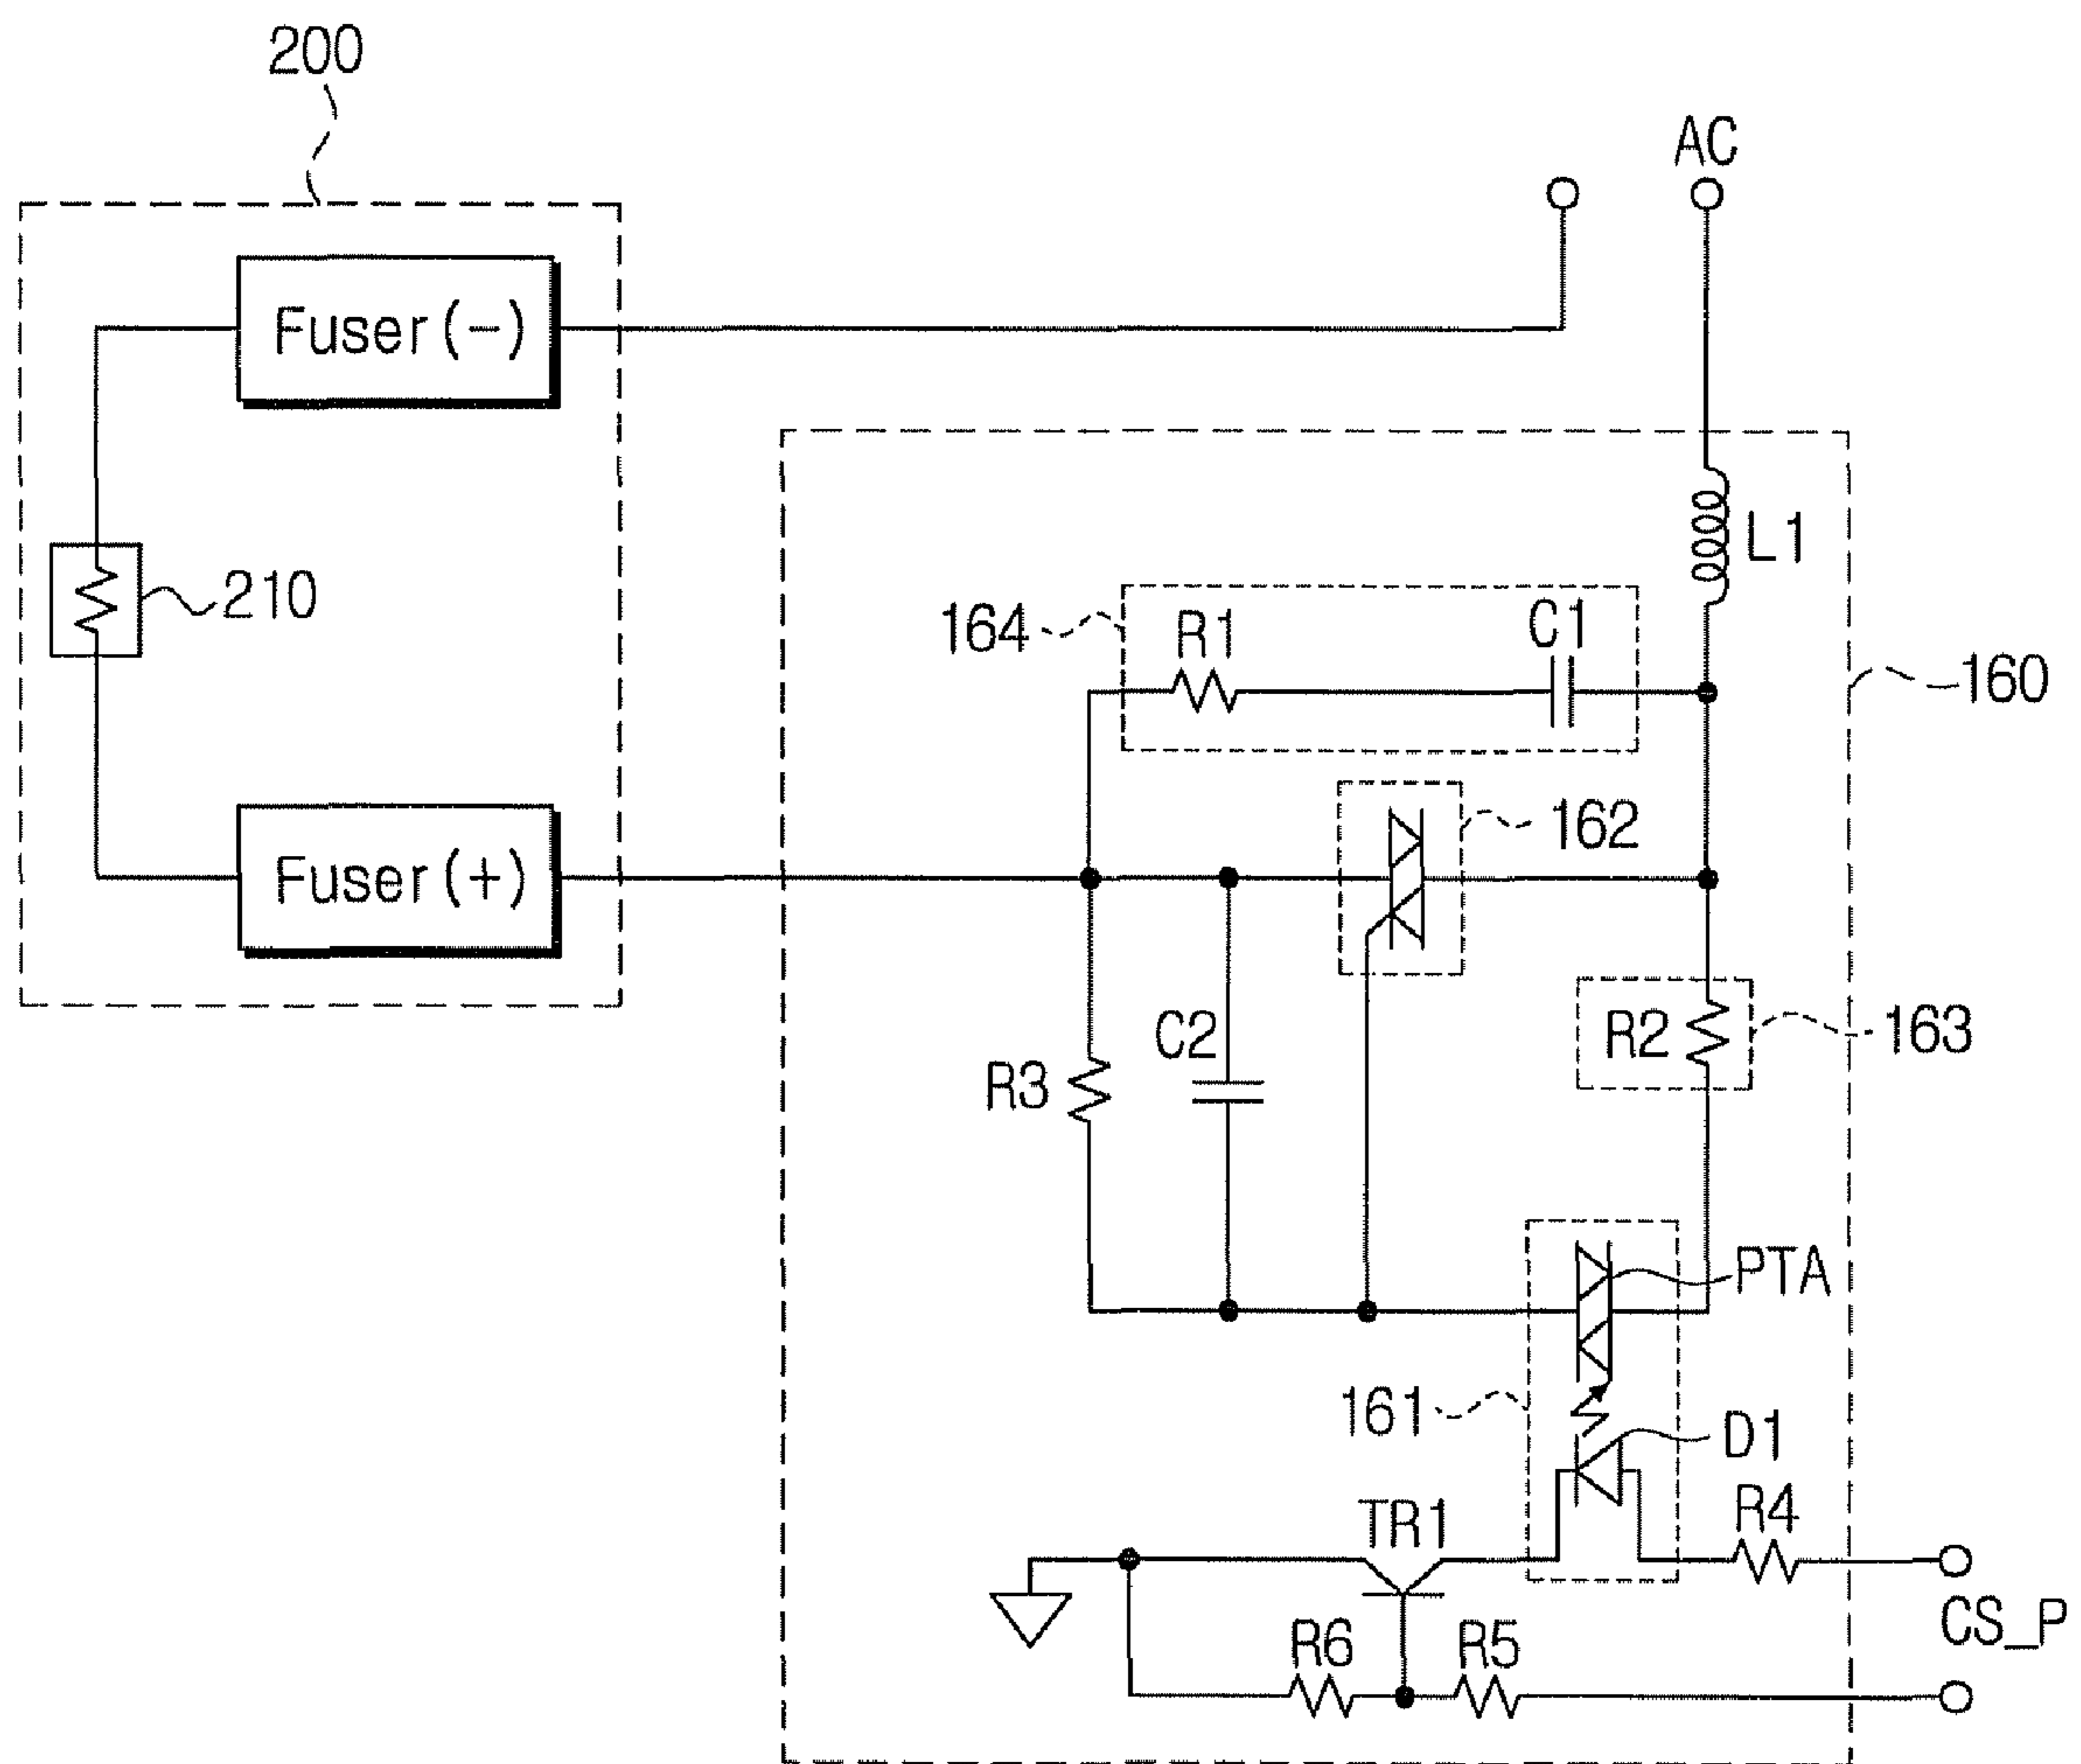 200
AC
Fuser(-)
L1
210
164
R1
C1
160
162
Fuser(+)
C2
R2
163
R3
PTA
161
D1
TR1
R4
CS_P
R6
R5